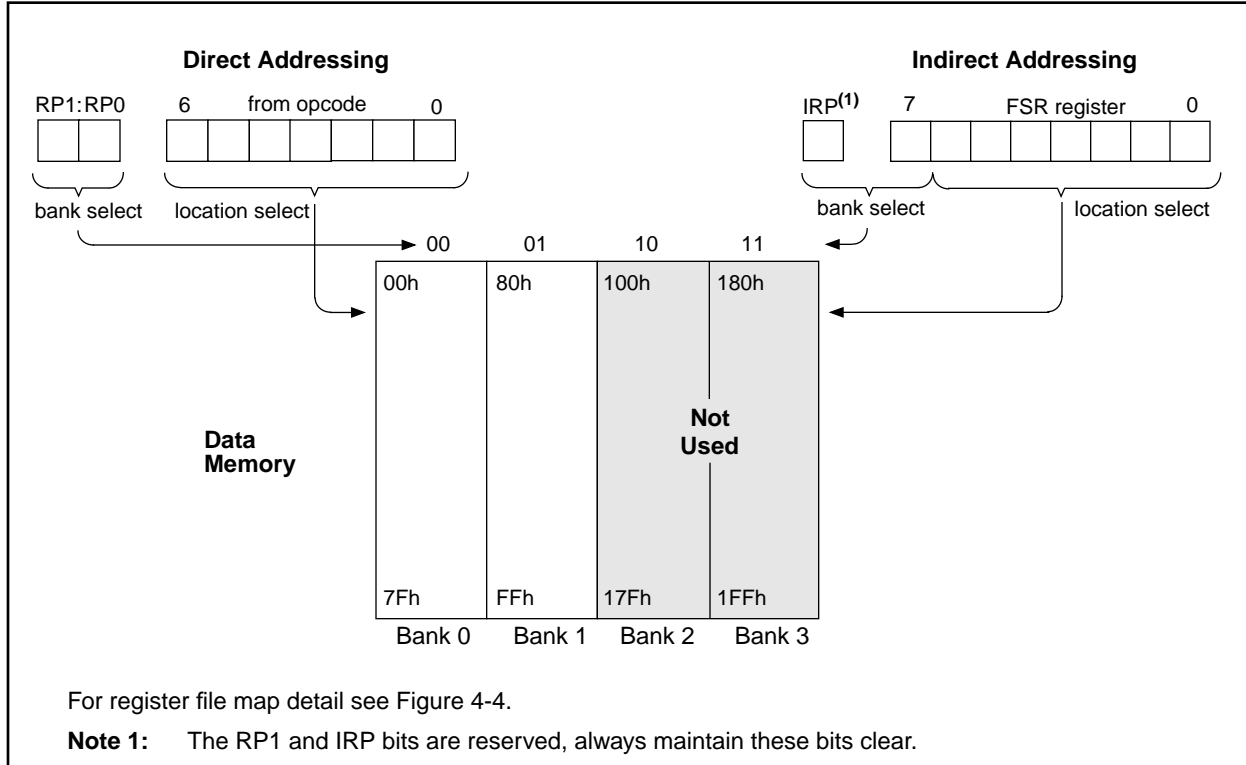 Direct Addressing
Indirect Addressing
RP1:RP0 6 from opcode 0
IRP(1) 7 FSR register 0
bank select location select
bank select location select
00 01 10 11
00h 80h 100h 180h
Not
Used
Data
Memory
7Fh FFh 17Fh 1FFh
Bank 0 Bank 1 Bank 2 Bank 3
For register file map detail see Figure 4-4.
Note 1: The RP1 and IRP bits are reserved, always maintain these bits clear.